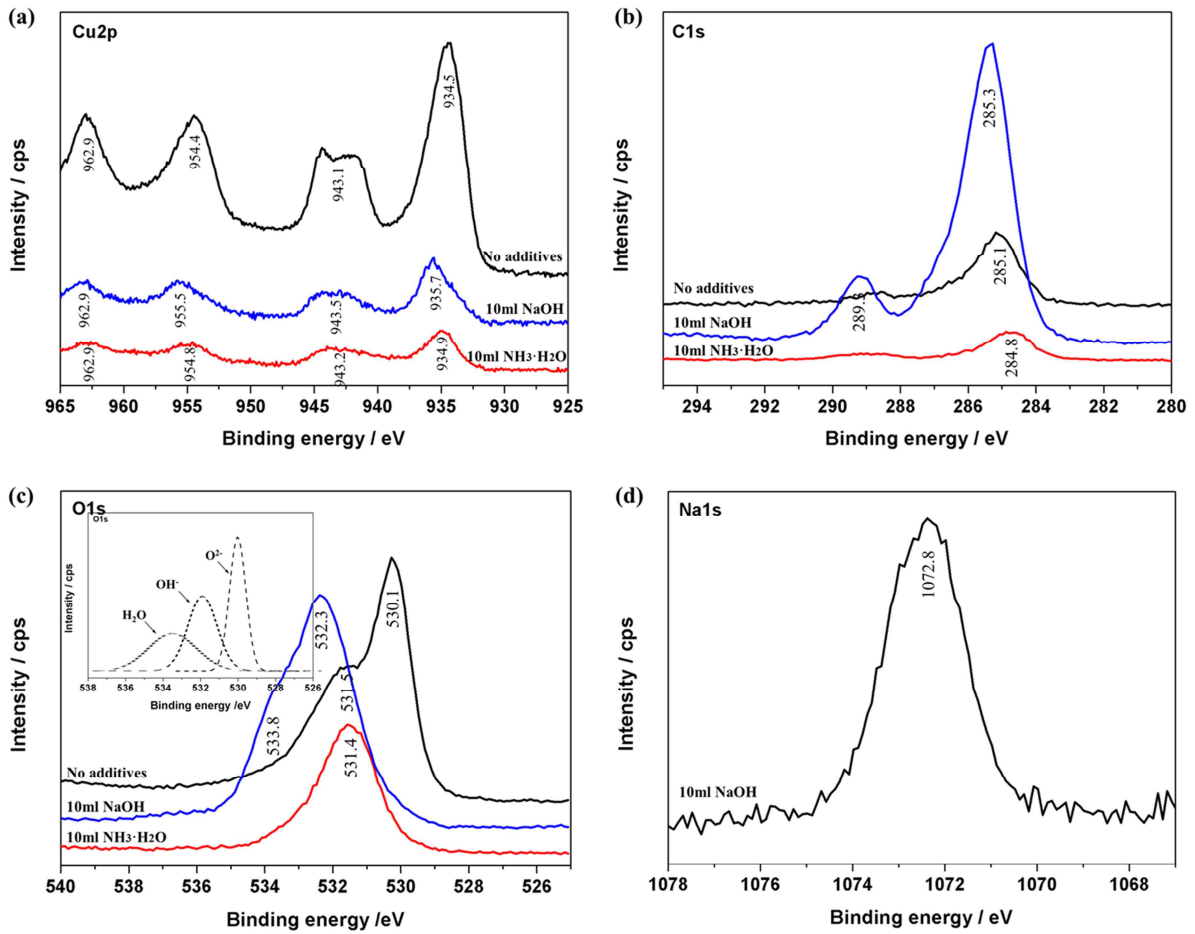 (a)
Cu2p
962.9
954.4
943.1
934.5
No additives
962.9
955.5
943.5
935.7
10ml NaOH
962.9
954.8
943.2
934.9
10ml NH3·H2O
965 960 955 950 945 940 935 930 925
Binding energy / eV
Intensity / cps
(b)
C1s
285.3
285.1
No additives
10ml NaOH
10ml NH3·H2O
284.8
294 292 290 288 286 284 282 280
Binding energy / eV
Intensity / cps
(c)
O1s
O1s
O²⁻
OH⁻
H₂O
538 536 534 532 530 528 526
Binding energy /eV
Intensity / cps
532.3
530.1
531.5
533.8
531.4
No additives
10ml NaOH
10ml NH3·H2O
540 538 536 534 532 530 528 526
Binding energy /eV
Intensity / cps
(d)
Na1s
1072.8
10ml NaOH
1078 1076 1074 1072 1070 1068
Binding energy / eV
Intensity / cps